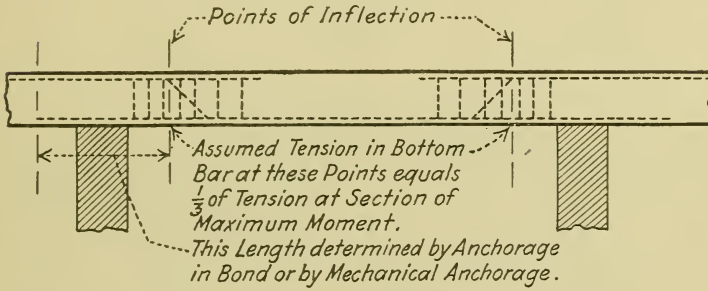 Points of Inflection
Assumed Tension in Bottom
Bar at these Points equals
1/3 of Tension at Section of
Maximum Moment.
This Length determined by Anchorage
in Bond or by Mechanical Anchorage.